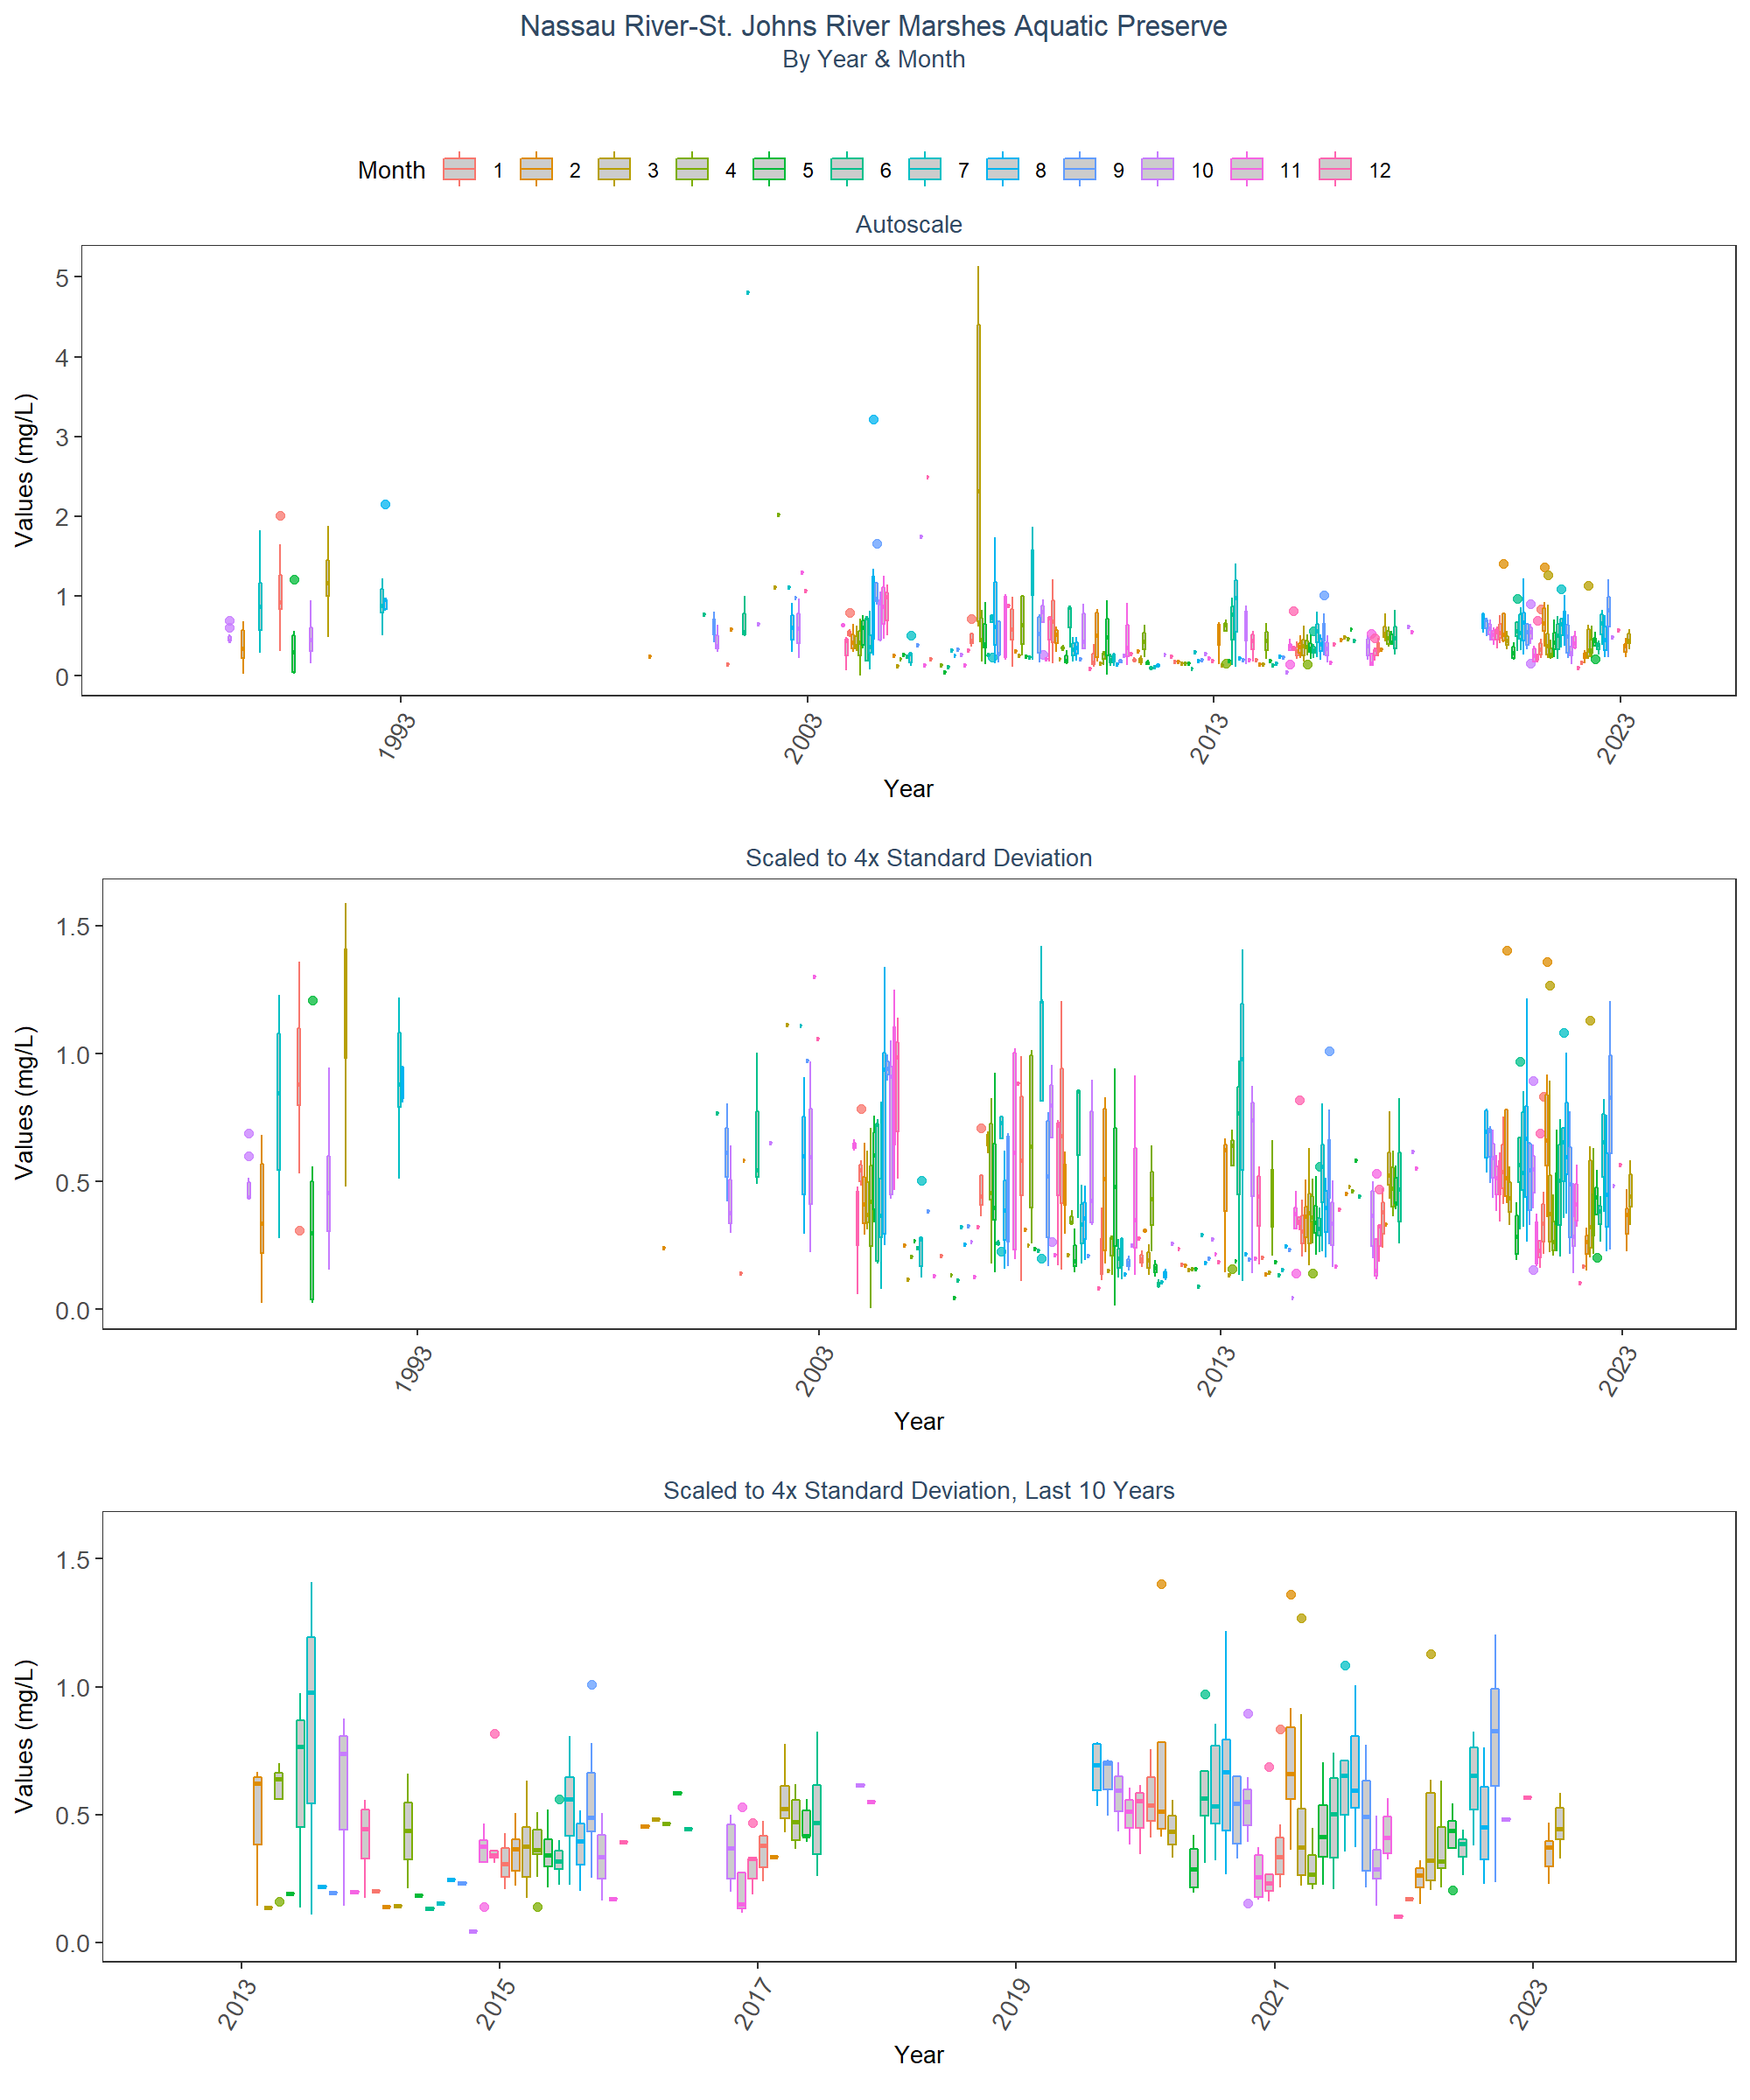 Nassau River-St. Johns River Marshes Aquatic Preserve
By Year & Month
Month 1 2 3 4 5 6 7 8 9 10 11 12
Autoscale
Values (mg/L)
5
4
3
2
1
0
1993 2003 2013 2023
Year
Scaled to 4x Standard Deviation
Values (mg/L)
1.5
1.0
0.5
0.0
1993 2003 2013 2023
Year
Scaled to 4x Standard Deviation, Last 10 Years
Values (mg/L)
1.5
1.0
0.5
0.0
2013 2015 2017 2019 2021 2023
Year